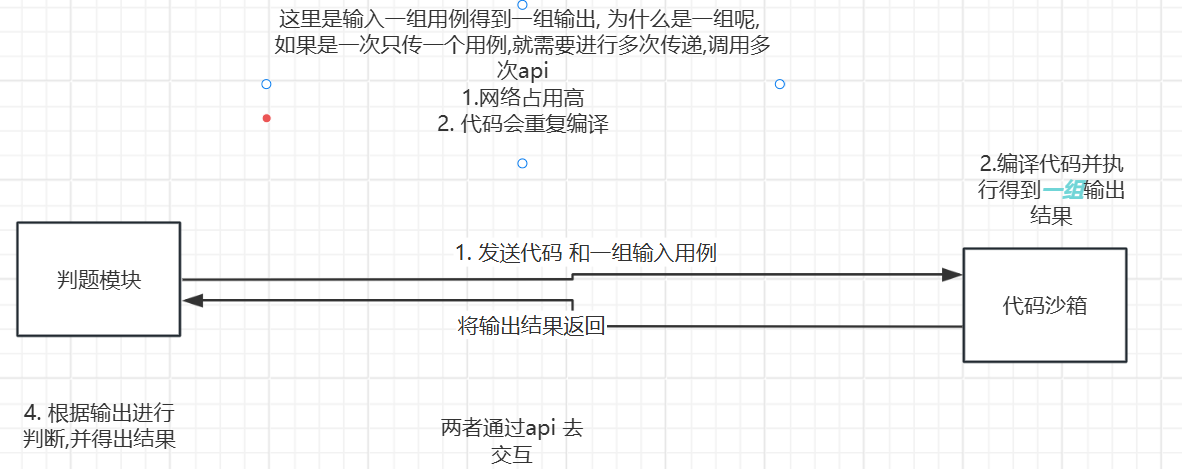 这里是输入一组用例得到一组输出, 为什么是一组呢,
如果是一次只传一个用例,就需要进行多次传递,调用多
次api
1.网络占用高
2. 代码会重复编译
2.编译代码并执
行得到一组输出
结果
1. 发送代码 和一组输入用例
判题模块
代码沙箱
将输出结果返回
4. 根据输出进行
判断,并得出结果
两者通过api 去
交互